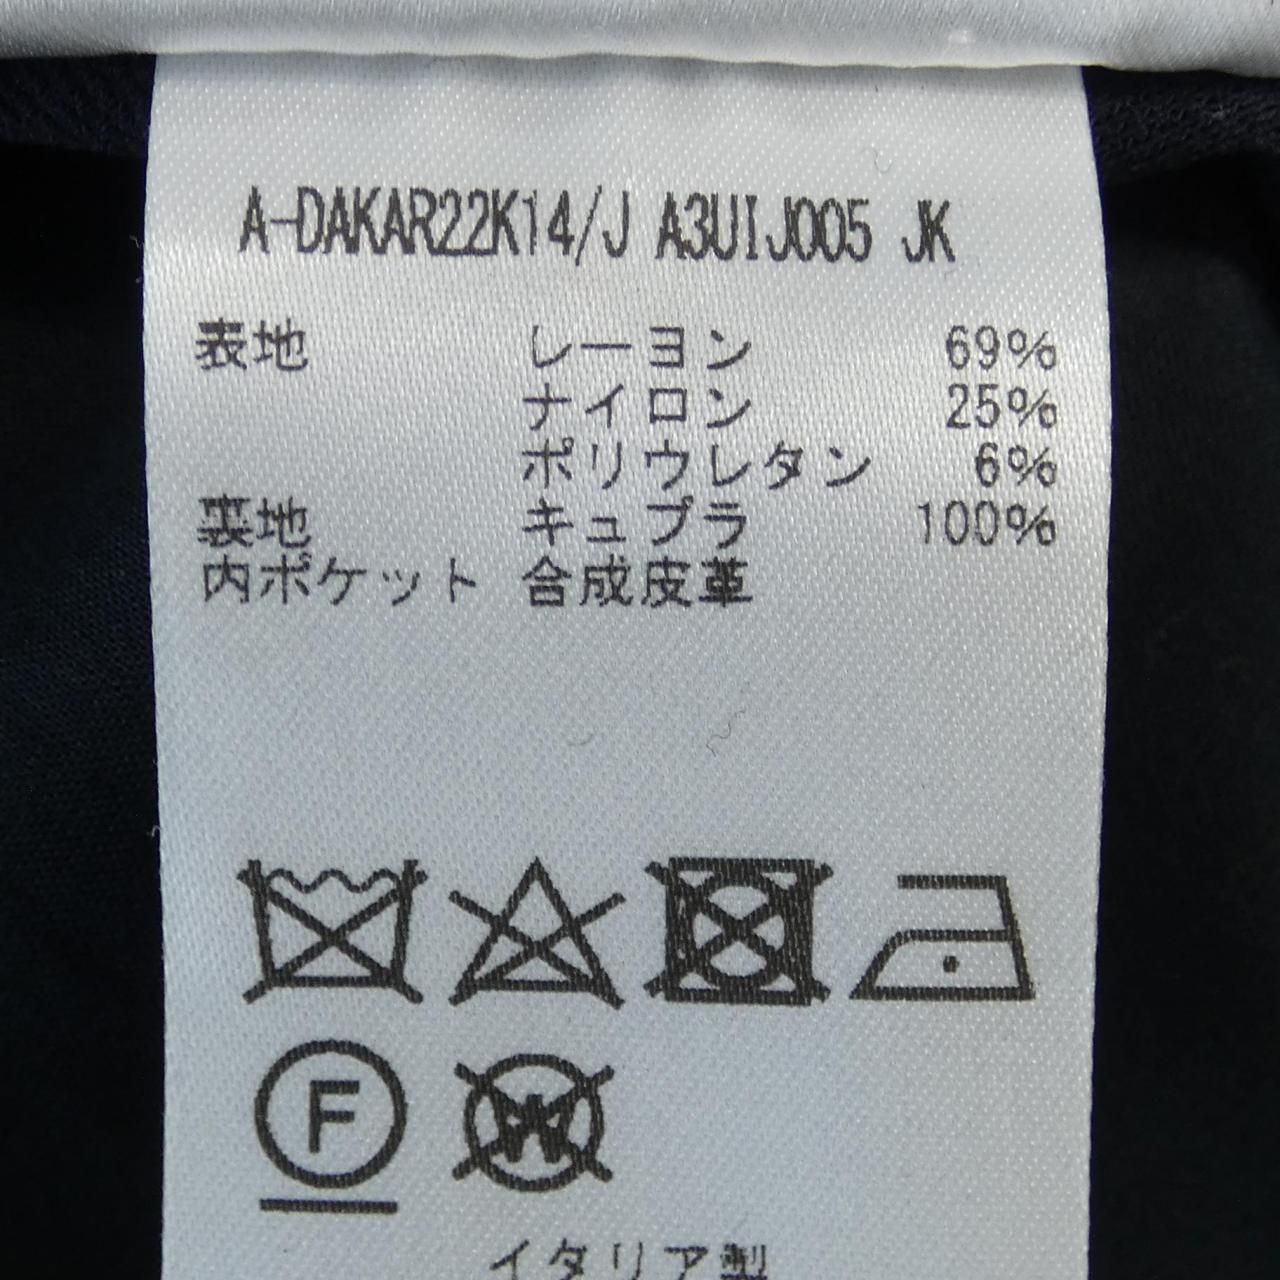 A-DAKAR22K14/J A3UIJ005 JK
表地 レーヨン 69%
ナイロン 25%
ポリウレタン 6%
裏地 キュプラ 100%
内ポケット 合成皮革
F W
イタリア製